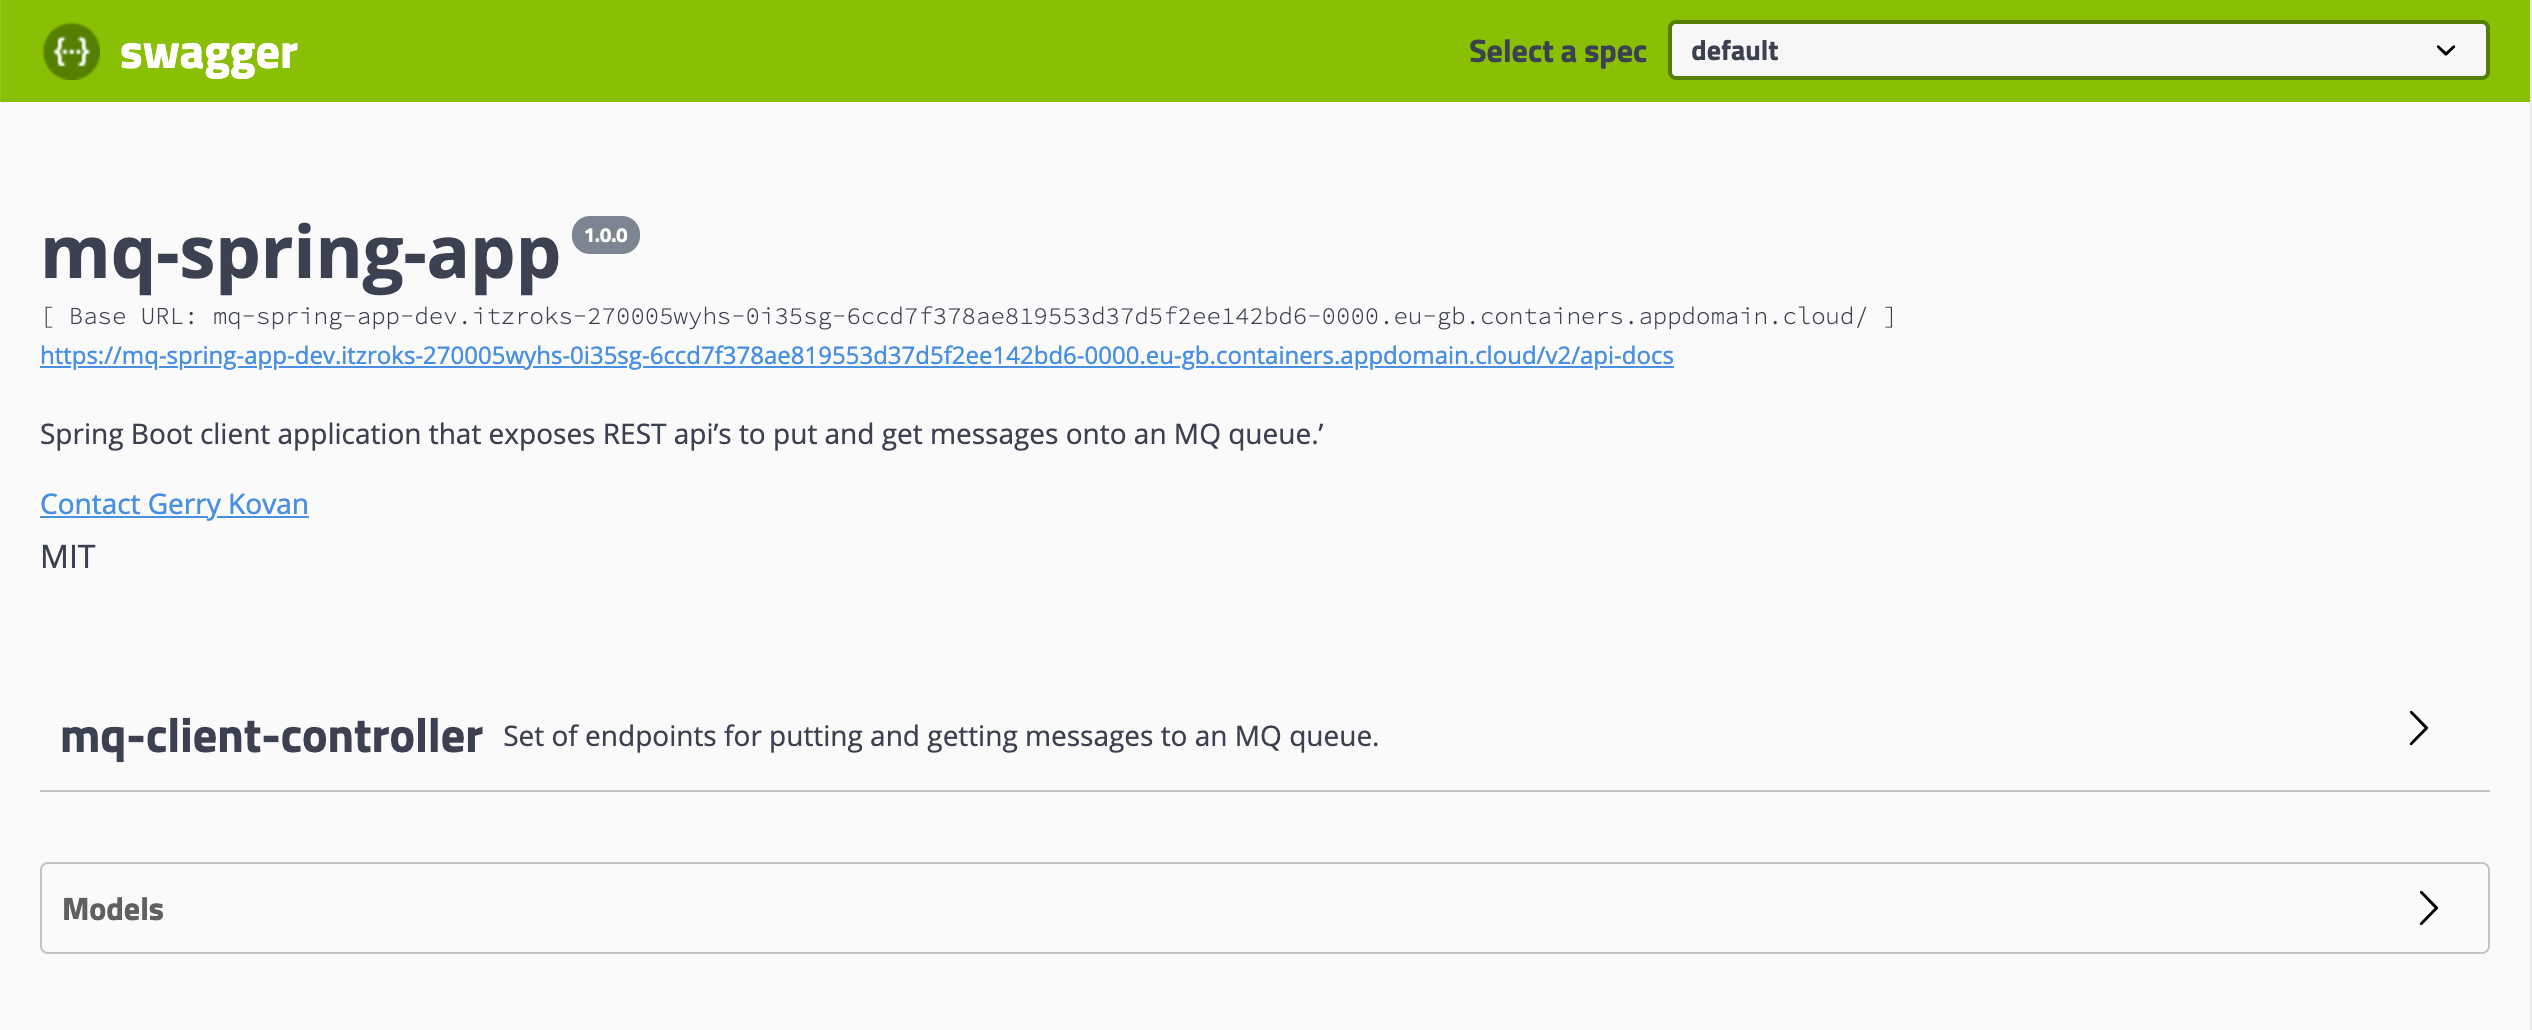 {···} swagger Select a spec default
mq-spring-app 1.0.0
[ Base URL: mq-spring-app-dev.itzroks-270005wyhs-0i35sg-6ccd7f378ae819553d37d5f2ee142bd6-0000.eu-gb.containers.appdomain.cloud/ ]
https://mq-spring-app-dev.itzroks-270005wyhs-0i35sg-6ccd7f378ae819553d37d5f2ee142bd6-0000.eu-gb.containers.appdomain.cloud/v2/api-docs
Spring Boot client application that exposes REST api’s to put and get messages onto an MQ queue.’
Contact Gerry Kovan
MIT
mq-client-controller Set of endpoints for putting and getting messages to an MQ queue.
Models